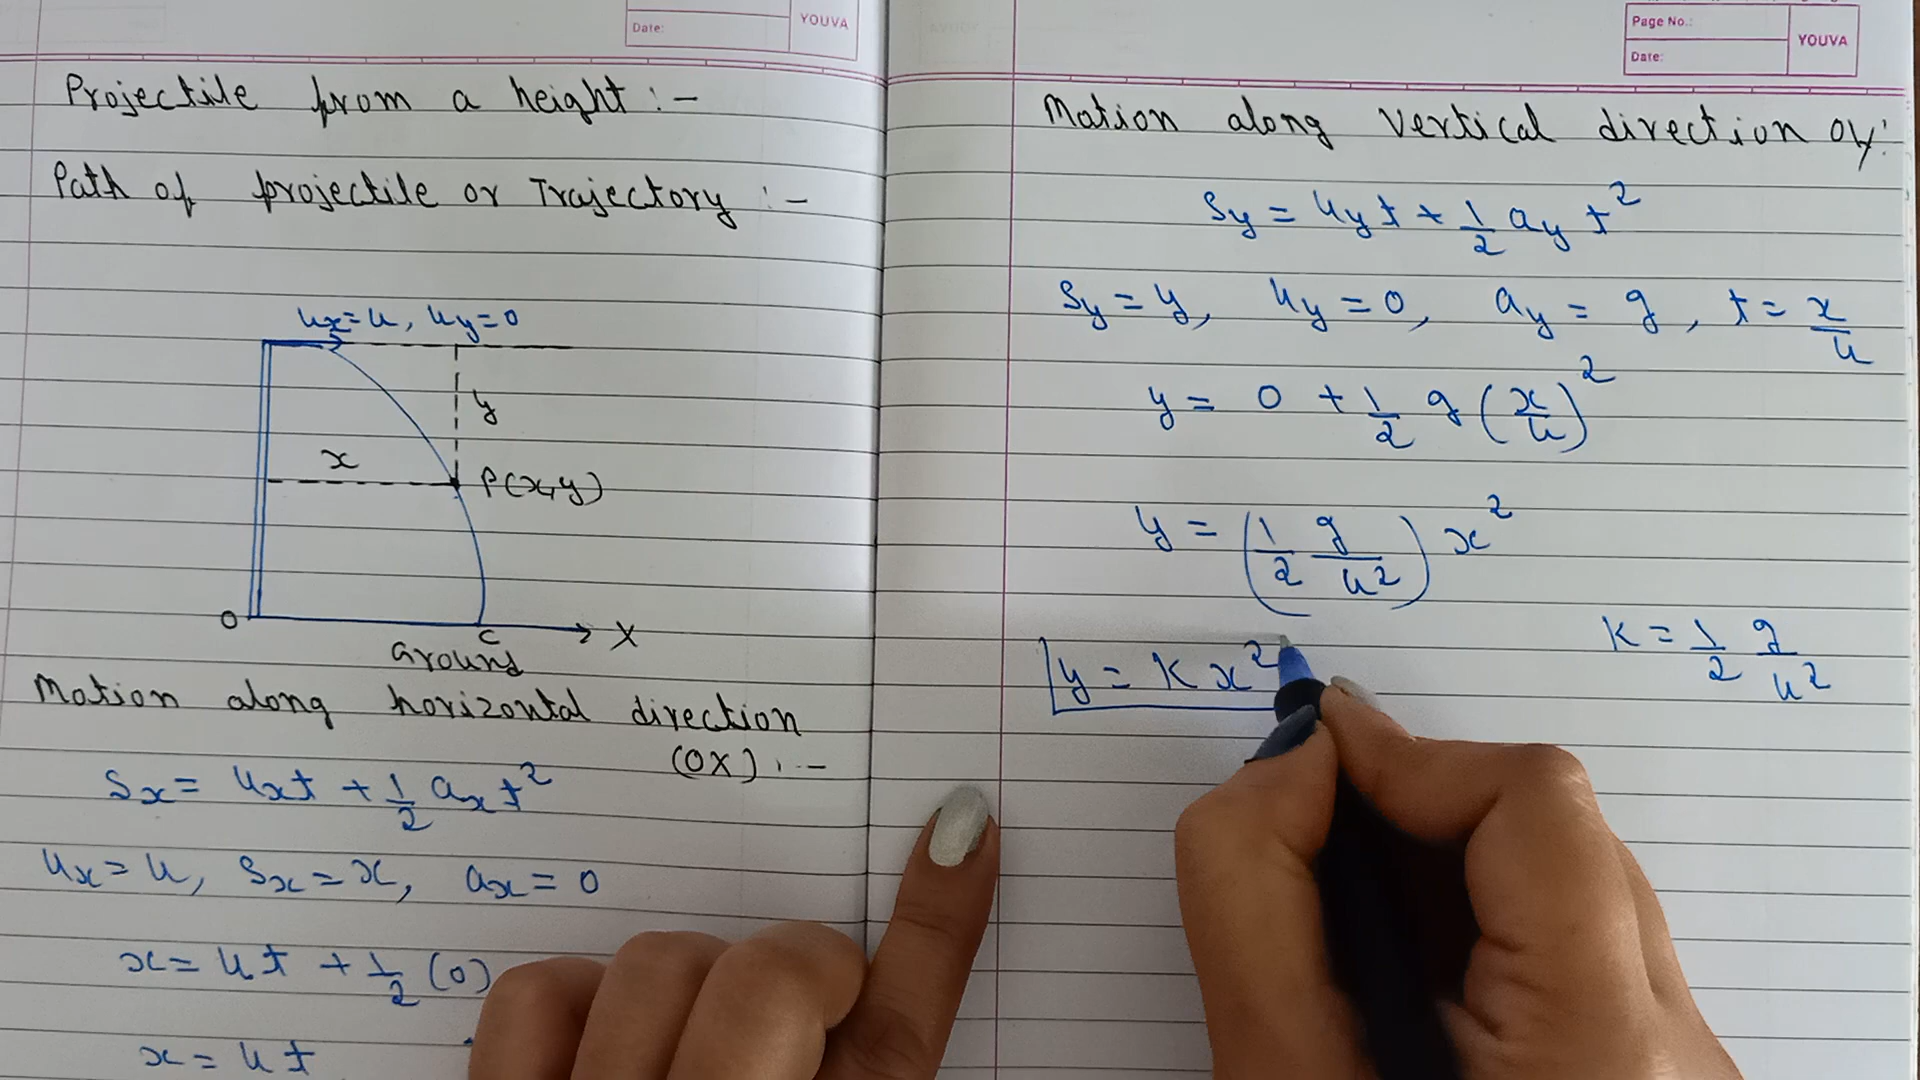 Date:
YOUVA
Projectile from a height :-
Path of projectile or Trajectory :-
ux=u, uy=0
y
x
P(x,y)
O
C
X
Ground
Motion along horizontal direction
(OX) :-
Sx = uxt + 1/2 ax t²
ux = u, Sx = x, ax = 0
x = ut + 1/2 (0)
x = ut
Page No.:
Date:
YOUVA
Motion along vertical direction OY:
Sy = uyt + 1/2 ay t²
Sy = y, uy = 0, ay = g, t = x/u
y = 0 + 1/2 g (x/u)²
y = (1/2 g/u²) x²
K = 1/2 g/u²
y = K x²